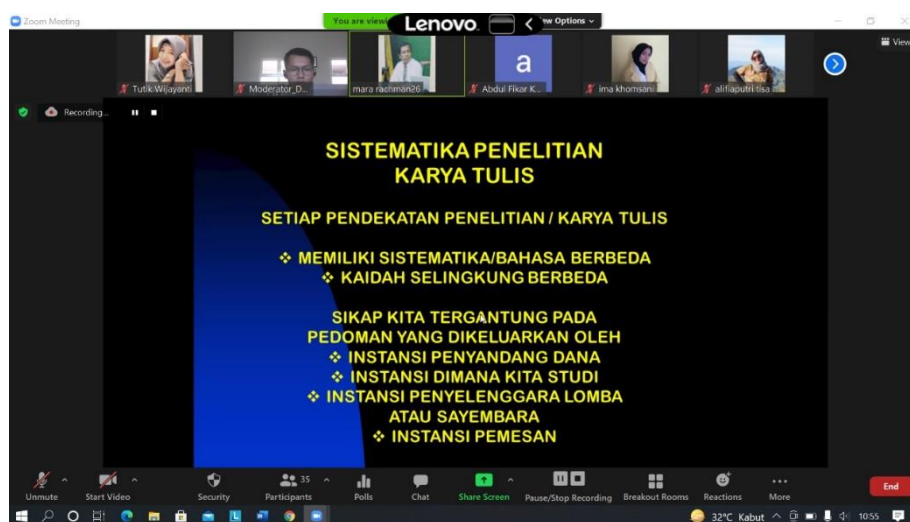 Zoom Meeting
You are viewi
Lenovo
ew Options
View
Tutik Wijayanti
Moderator_D...
mara rachman26
a
Abdul Fikar K...
ima khomsani
alifiaputri tisa
Recording...
SISTEMATIKA PENELITIAN
KARYA TULIS
SETIAP PENDEKATAN PENELITIAN / KARYA TULIS
❖ MEMILIKI SISTEMATIKA/BAHASA BERBEDA
❖ KAIDAH SELINGKUNG BERBEDA
SIKAP KITA TERGANTUNG PADA
PEDOMAN YANG DIKELUARKAN OLEH
❖ INSTANSI PENYANDANG DANA
❖ INSTANSI DIMANA KITA STUDI
❖ INSTANSI PENYELENGGARA LOMBA
ATAU SAYEMBARA
❖ INSTANSI PEMESAN
35
Unmute
Start Video
Security
Participants
Polls
Chat
Share Screen
Pause/Stop Recording
Breakout Rooms
Reactions
More
End
32°C Kabut
1055